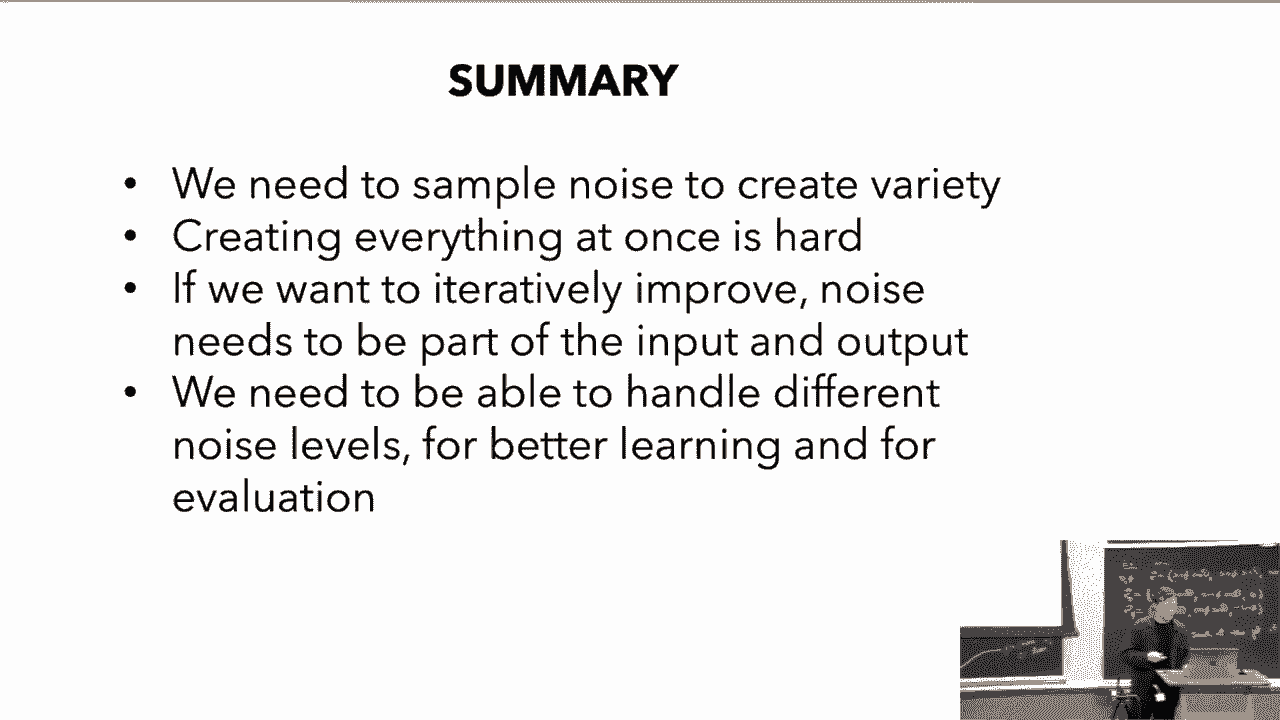 SUMMARY
• We need to sample noise to create variety
• Creating everything at once is hard
• If we want to iteratively improve, noise
needs to be part of the input and output
• We need to be able to handle different
noise levels, for better learning and for
evaluation